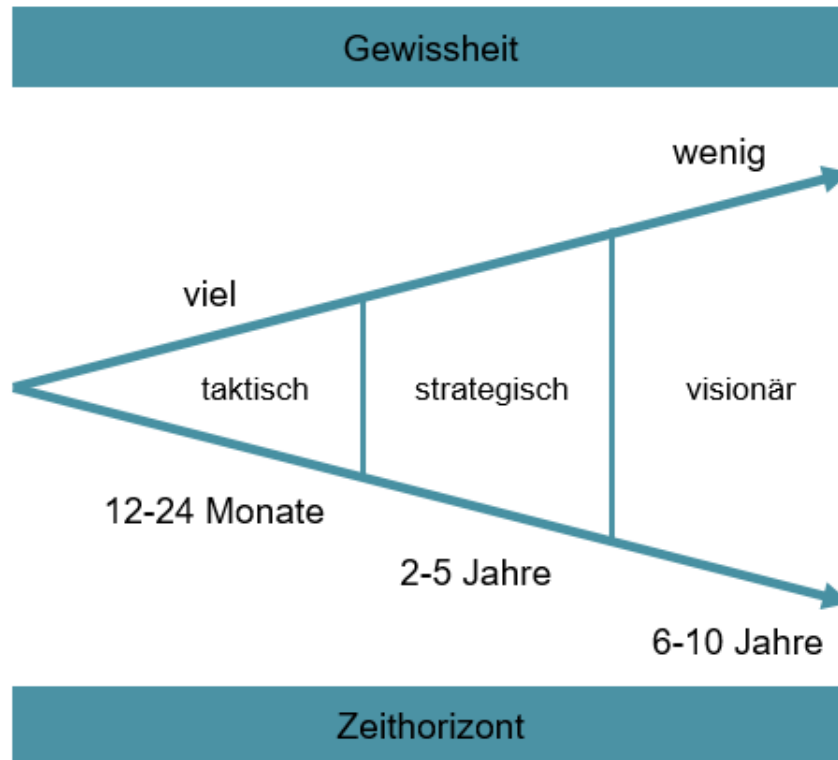 Gewissheit
wenig
viel
taktisch
strategisch
visionär
12-24 Monate
2-5 Jahre
6-10 Jahre
Zeithorizont